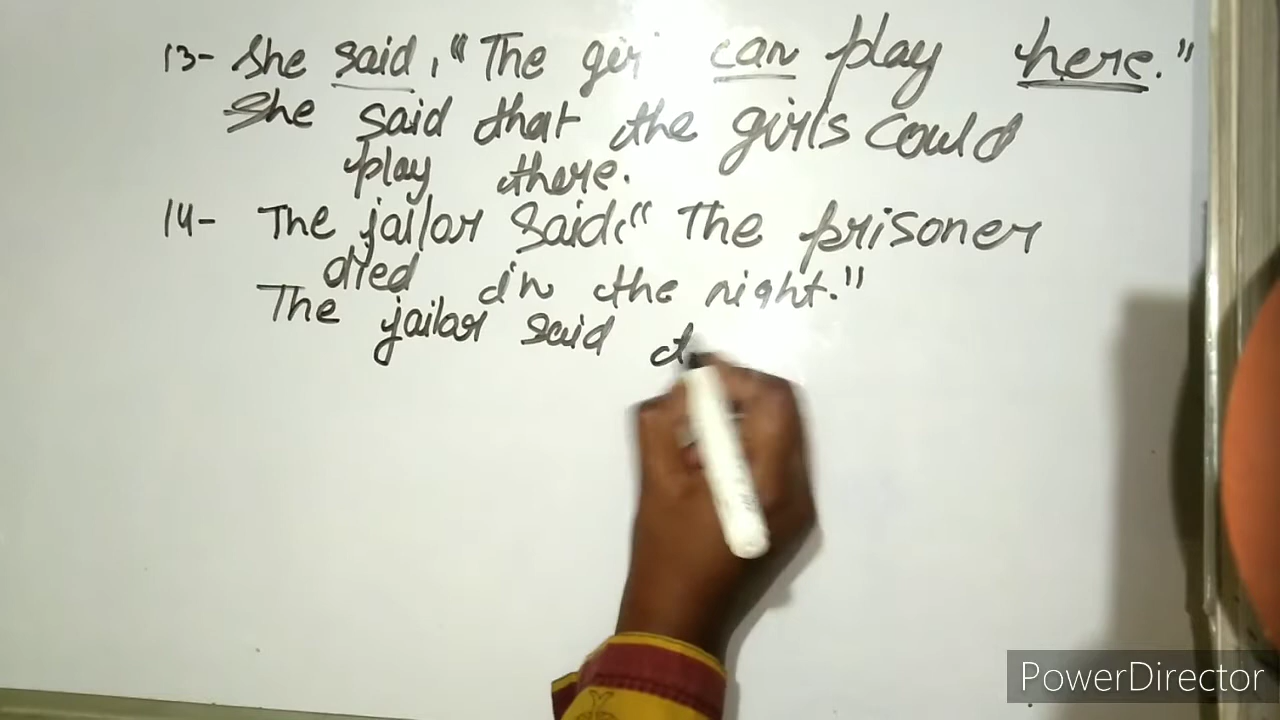 13- She said, "The can play here."
She said that the girls could
play there.
14- The jailor said, "The prisoner
died in the night."
The jailor said
PowerDirector